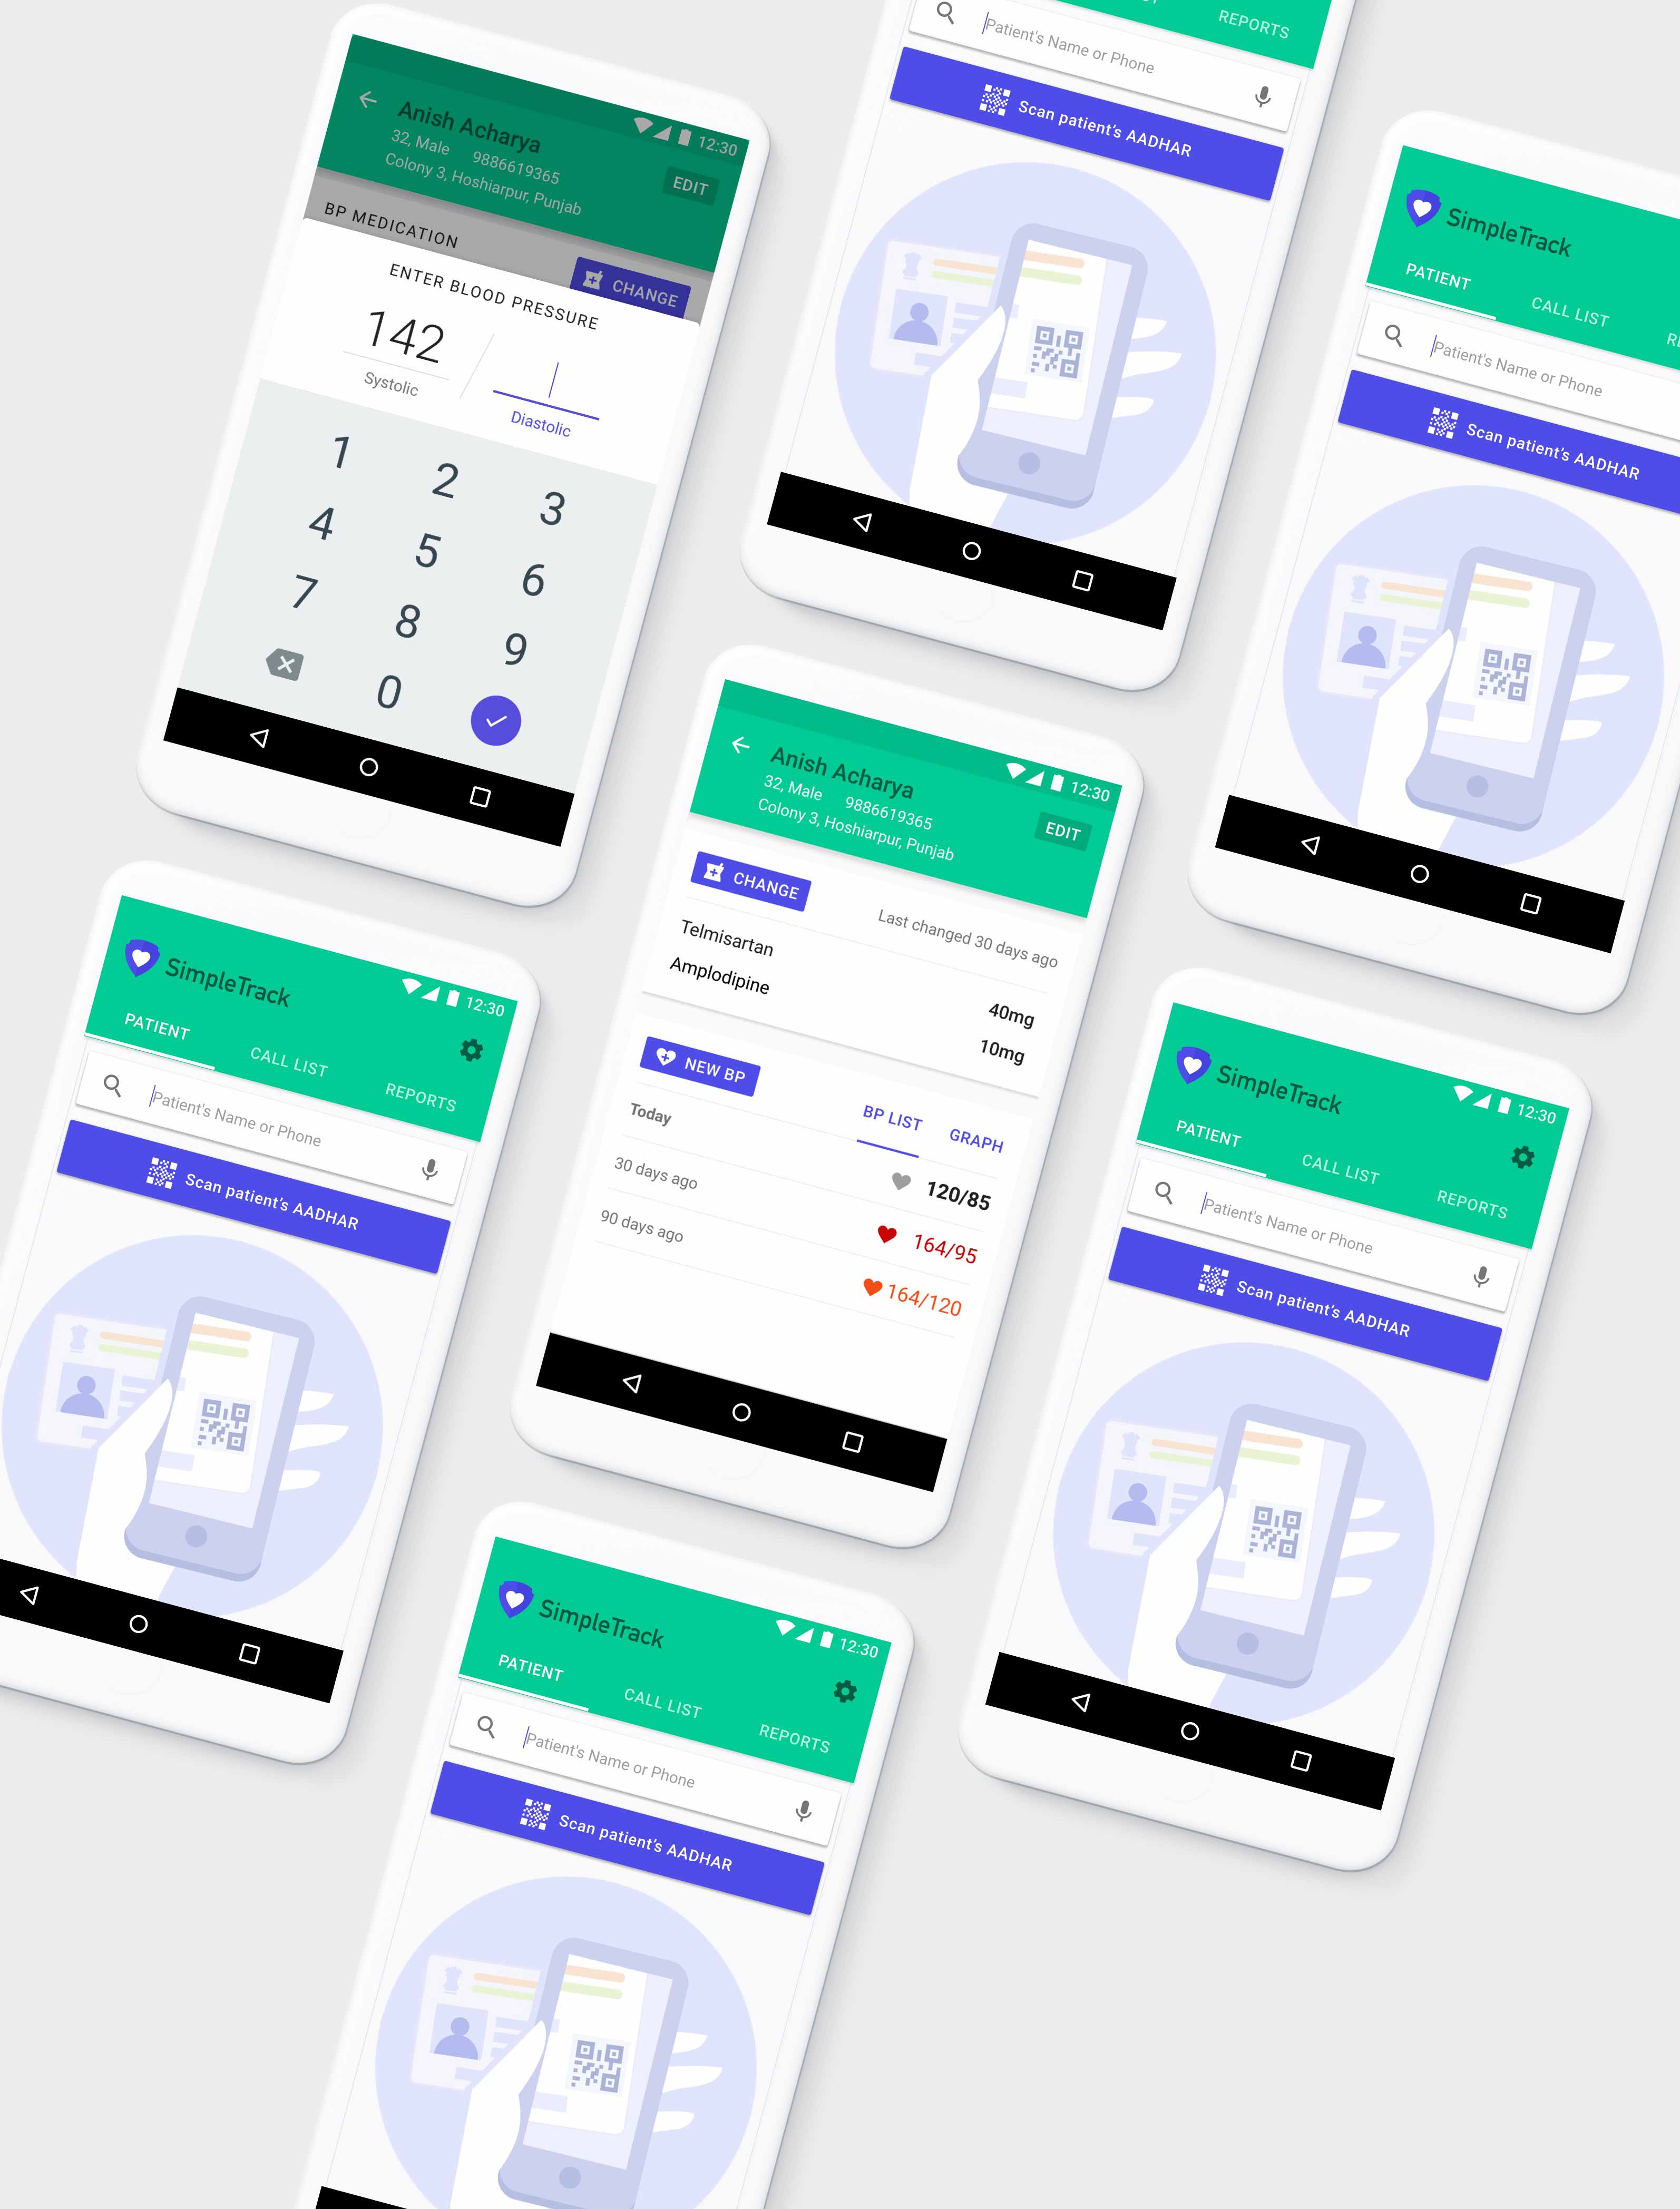 12:30
Anish Acharya
32, Male 9886619365
Colony 3, Hoshiarpur, Punjab
EDIT
BP MEDICATION
CHANGE
ENTER BLOOD PRESSURE
142 /
Systolic
Diastolic
1 2 3
4 5 6
7 8 9
0
REPORTS
Patient's Name or Phone
Scan patient's AADHAR
SimpleTrack
PATIENT
CALL LIST
Patient's Name or Phone
Scan patient's AADHAR
12:30
Anish Acharya
32, Male 9886619365
Colony 3, Hoshiarpur, Punjab
EDIT
CHANGE
Last changed 30 days ago
Telmisartan 40mg
Amplodipine 10mg
NEW BP
BP LIST GRAPH
Today 120/85
30 days ago 164/95
90 days ago 164/120
12:30
SimpleTrack
PATIENT CALL LIST REPORTS
Patient's Name or Phone
Scan patient's AADHAR
12:30
SimpleTrack
PATIENT CALL LIST REPORTS
Patient's Name or Phone
Scan patient's AADHAR
12:30
SimpleTrack
PATIENT CALL LIST REPORTS
Patient's Name or Phone
Scan patient's AADHAR